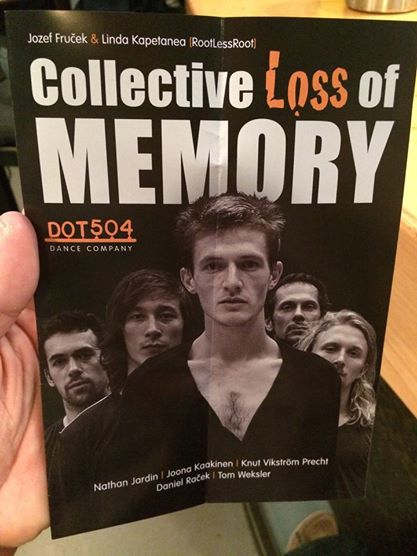 Jozef Fruček & Linda Kapetanea (RootLessRoot)
Collective Loss of
MEMORY
DOT504
DANCE COMPANY
Nathan Jardin | Joona Kaakinen | Knut Vikström Precht
Daniel Raček | Tom Weksler